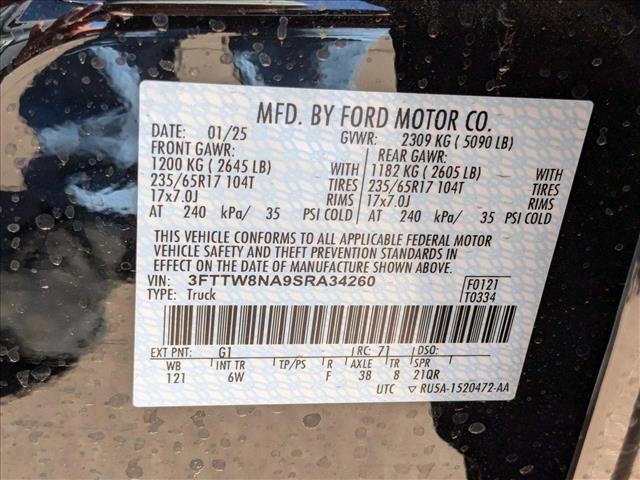 MFD. BY FORD MOTOR CO.
DATE: 01/25 GVWR: 2309 KG ( 5090 LB)
FRONT GAWR: REAR GAWR:
1200 KG ( 2645 LB) WITH 1182 KG ( 2605 LB) WITH
235/65R17 104T TIRES 235/65R17 104T TIRES
17x7.0J RIMS 17x7.0J RIMS
AT 240 kPa/ 35 PSI COLD AT 240 kPa/ 35 PSI COLD
THIS VEHICLE CONFORMS TO ALL APPLICABLE FEDERAL MOTOR
VEHICLE SAFETY AND THEFT PREVENTION STANDARDS IN
EFFECT ON THE DATE OF MANUFACTURE SHOWN ABOVE.
VIN: 3FTTW8NA9SRA34260 F0121
TYPE: Truck T0334
EXT PNT: G1 RC: 71 DSO:
WB INT TR TP/PS R AXLE TR SPR
121 6W F 38 8 21QR
UTC ▽ RU5A-1520472-AA